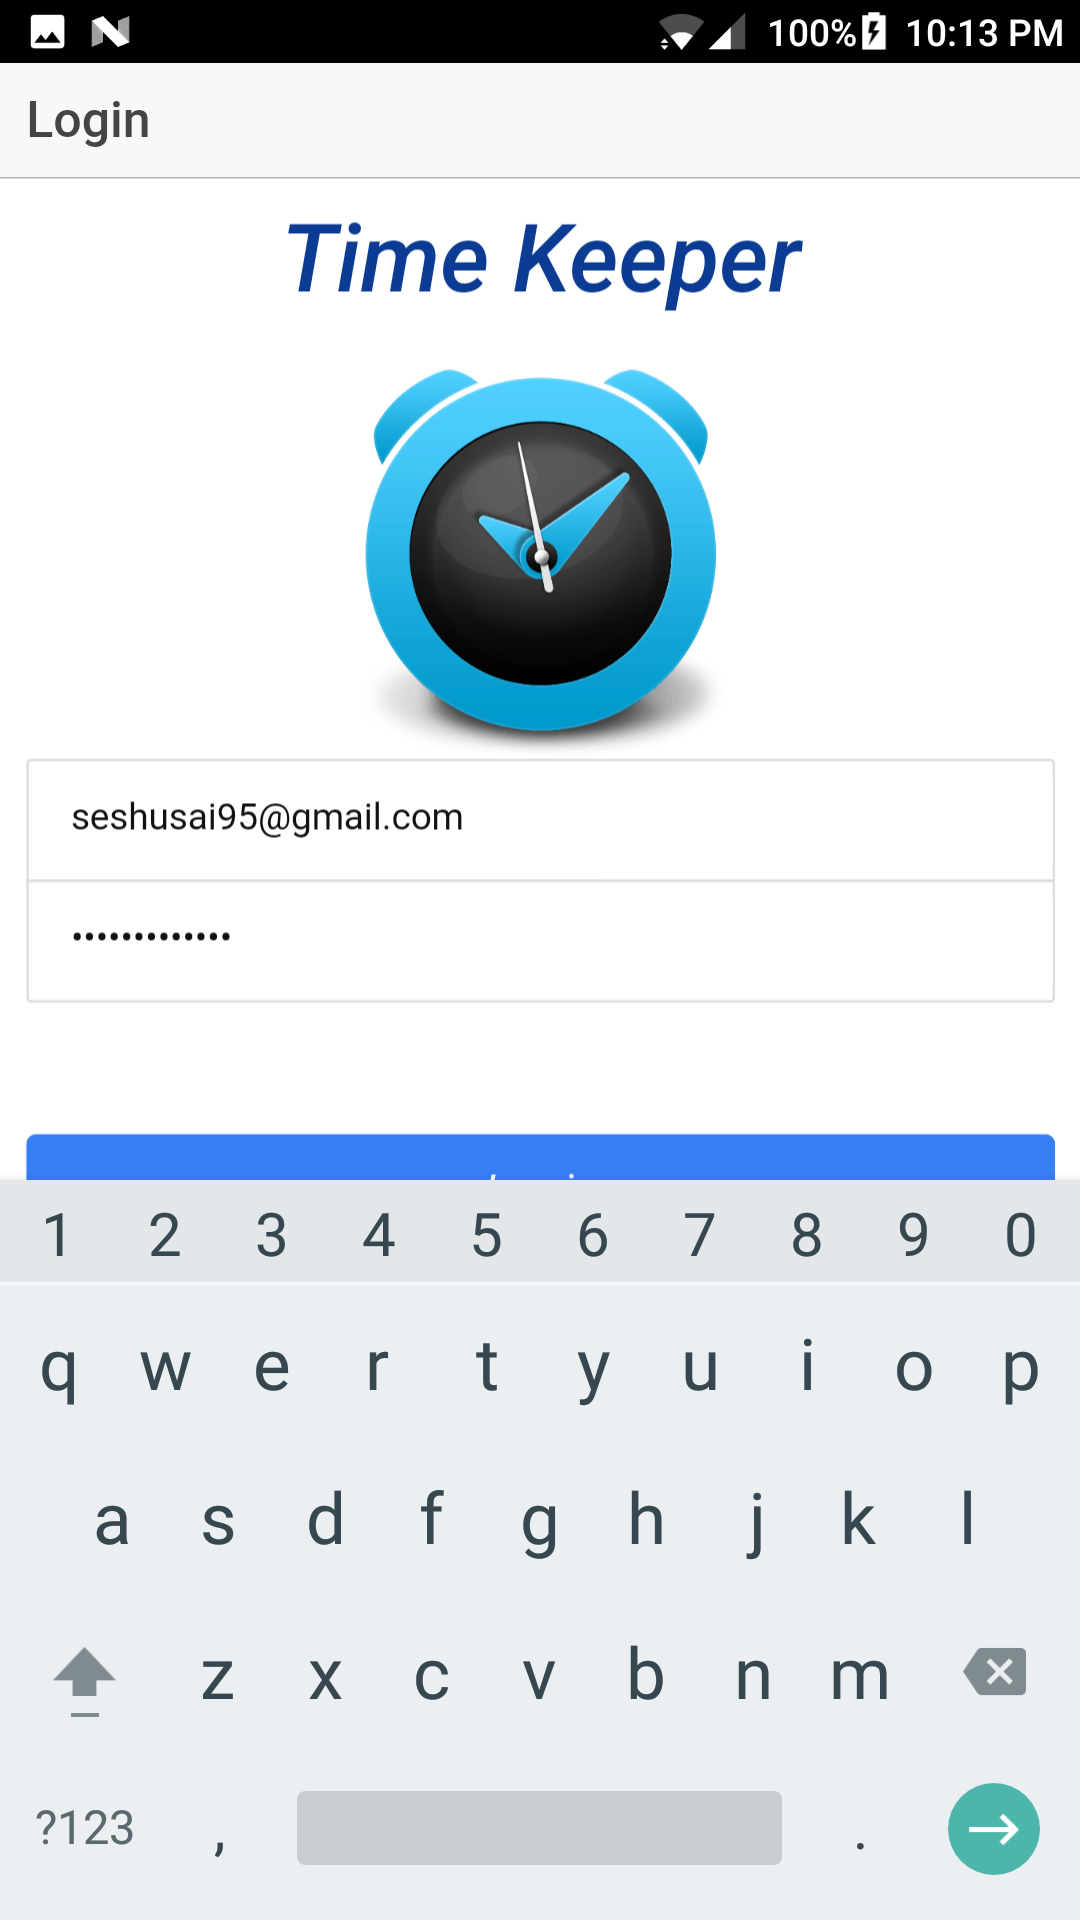 100% 10:13 PM
Login
Time Keeper
seshusai95@gmail.com
•••••••••••••
1 2 3 4 5 6 7 8 9 0
q w e r t y u i o p
a s d f g h j k l
z x c v b n m
?123 , .